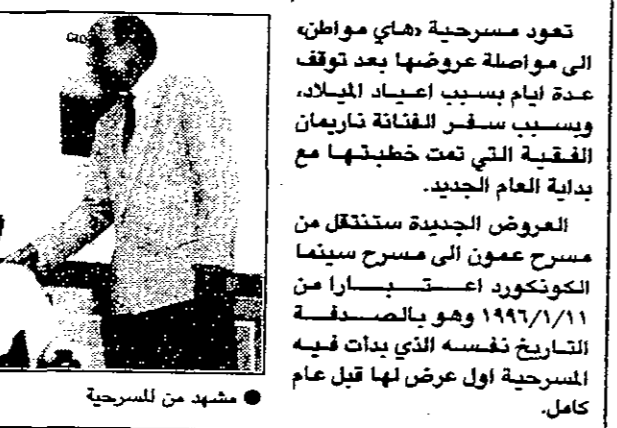 تعود مسرحية «هاي مواطن»
الى مواصلة عروضها بعد توقف
عدة ايام بسبب اعياد الميلاد،
وبسبب سفر الفنانة ناريمان
الفقية التي تمت خطبتها مع
بداية العام الجديد.
العروض الجديدة ستنتقل من
مسرح عمون الى مسرح سينما
الكونكورد اعتبارا من
١٩٩٦/١/١١ وهو بالصدفة
التاريخ نفسه الذي بدأت فيه
المسرحية اول عرض لها قبل عام
كامل.
● مشهد من المسرحية